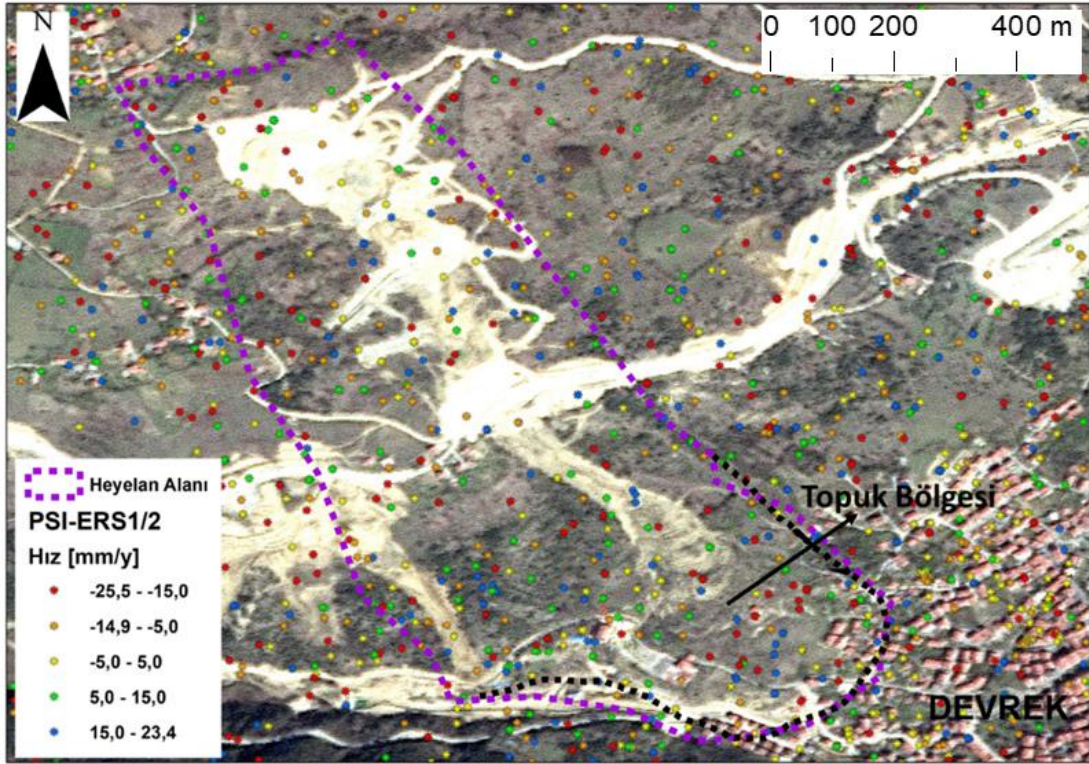 N
0 100 200 400 m
Topuk Bölgesi
DEVREK
Heyelan Alanı
PSI-ERS1/2
Hız [mm/y]
-25,5 - -15,0
-14,9 - -5,0
-5,0 - 5,0
5,0 - 15,0
15,0 - 23,4